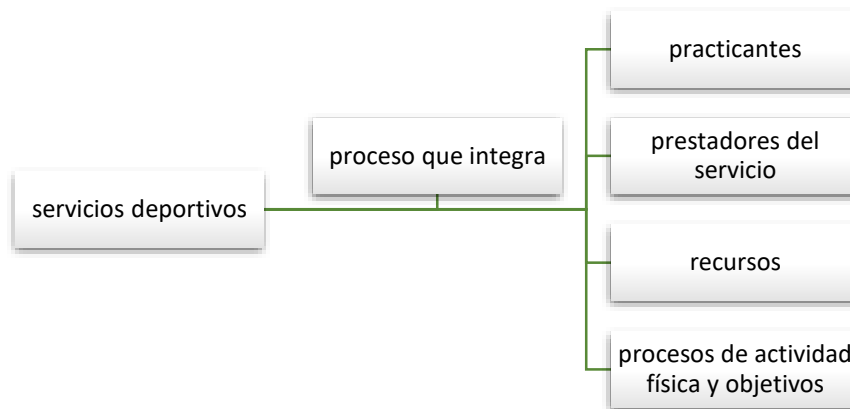 servicios deportivos
proceso que integra
practicantes
prestadores del
servicio
recursos
procesos de actividad
física y objetivos